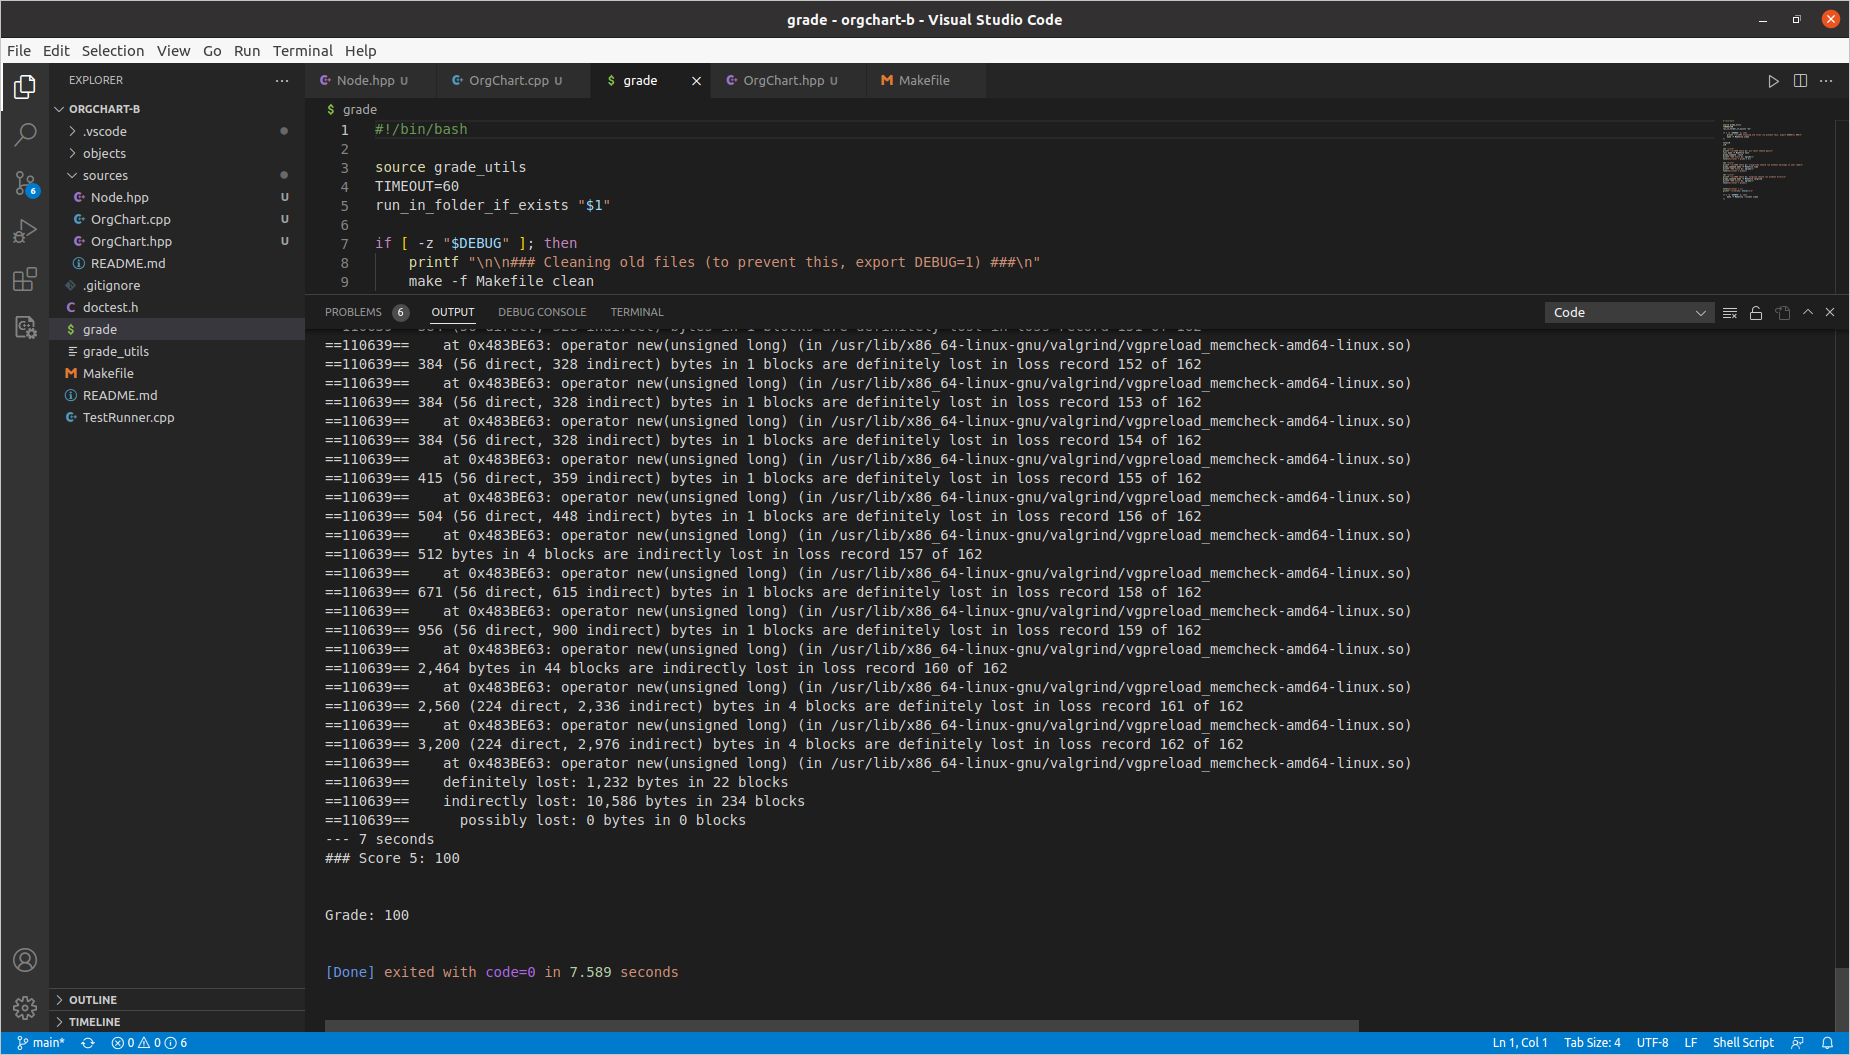 grade - orgchart-b - Visual Studio Code
File Edit Selection View Go Run Terminal Help
EXPLORER
ORGCHART-B
.vscode
objects
sources
Node.hpp U
OrgChart.cpp U
OrgChart.hpp U
README.md
.gitignore
doctest.h
grade
grade_utils
Makefile
README.md
TestRunner.cpp
OUTLINE
TIMELINE
Node.hpp U OrgChart.cpp U grade OrgChart.hpp U Makefile
grade
1 #!/bin/bash
2
3 source grade_utils
4 TIMEOUT=60
5 run_in_folder_if_exists "$1"
6
7 if [ -z "$DEBUG" ]; then
8 printf "\n\n### Cleaning old files (to prevent this, export DEBUG=1) ###\n"
9 make -f Makefile clean
PROBLEMS 6 OUTPUT DEBUG CONSOLE TERMINAL Code
==110639== at 0x483BE63: operator new(unsigned long) (in /usr/lib/x86_64-linux-gnu/valgrind/vgpreload_memcheck-amd64-linux.so)
==110639== 384 (56 direct, 328 indirect) bytes in 1 blocks are definitely lost in loss record 152 of 162
==110639== at 0x483BE63: operator new(unsigned long) (in /usr/lib/x86_64-linux-gnu/valgrind/vgpreload_memcheck-amd64-linux.so)
==110639== 384 (56 direct, 328 indirect) bytes in 1 blocks are definitely lost in loss record 153 of 162
==110639== at 0x483BE63: operator new(unsigned long) (in /usr/lib/x86_64-linux-gnu/valgrind/vgpreload_memcheck-amd64-linux.so)
==110639== 384 (56 direct, 328 indirect) bytes in 1 blocks are definitely lost in loss record 154 of 162
==110639== at 0x483BE63: operator new(unsigned long) (in /usr/lib/x86_64-linux-gnu/valgrind/vgpreload_memcheck-amd64-linux.so)
==110639== 415 (56 direct, 359 indirect) bytes in 1 blocks are definitely lost in loss record 155 of 162
==110639== at 0x483BE63: operator new(unsigned long) (in /usr/lib/x86_64-linux-gnu/valgrind/vgpreload_memcheck-amd64-linux.so)
==110639== 504 (56 direct, 448 indirect) bytes in 1 blocks are definitely lost in loss record 156 of 162
==110639== at 0x483BE63: operator new(unsigned long) (in /usr/lib/x86_64-linux-gnu/valgrind/vgpreload_memcheck-amd64-linux.so)
==110639== 512 bytes in 4 blocks are indirectly lost in loss record 157 of 162
==110639== at 0x483BE63: operator new(unsigned long) (in /usr/lib/x86_64-linux-gnu/valgrind/vgpreload_memcheck-amd64-linux.so)
==110639== 671 (56 direct, 615 indirect) bytes in 1 blocks are definitely lost in loss record 158 of 162
==110639== at 0x483BE63: operator new(unsigned long) (in /usr/lib/x86_64-linux-gnu/valgrind/vgpreload_memcheck-amd64-linux.so)
==110639== 956 (56 direct, 900 indirect) bytes in 1 blocks are definitely lost in loss record 159 of 162
==110639== at 0x483BE63: operator new(unsigned long) (in /usr/lib/x86_64-linux-gnu/valgrind/vgpreload_memcheck-amd64-linux.so)
==110639== 2,464 bytes in 44 blocks are indirectly lost in loss record 160 of 162
==110639== at 0x483BE63: operator new(unsigned long) (in /usr/lib/x86_64-linux-gnu/valgrind/vgpreload_memcheck-amd64-linux.so)
==110639== 2,560 (224 direct, 2,336 indirect) bytes in 4 blocks are definitely lost in loss record 161 of 162
==110639== at 0x483BE63: operator new(unsigned long) (in /usr/lib/x86_64-linux-gnu/valgrind/vgpreload_memcheck-amd64-linux.so)
==110639== 3,200 (224 direct, 2,976 indirect) bytes in 4 blocks are definitely lost in loss record 162 of 162
==110639== at 0x483BE63: operator new(unsigned long) (in /usr/lib/x86_64-linux-gnu/valgrind/vgpreload_memcheck-amd64-linux.so)
==110639== definitely lost: 1,232 bytes in 22 blocks
==110639== indirectly lost: 10,586 bytes in 234 blocks
==110639== possibly lost: 0 bytes in 0 blocks
--- 7 seconds
### Score 5: 100
Grade: 100
[Done] exited with code=0 in 7.589 seconds
main* 0 0 6 Ln 1, Col 1 Tab Size: 4 UTF-8 LF Shell Script